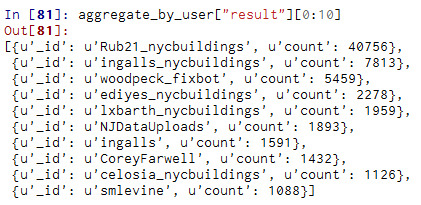 In [81]: aggregate_by_user["result"][0:10]
Out[81]:
[{u'_id': u'Rub21_nycbuildings', u'count': 40756},
{u'_id': u'ingalls_nycbuildings', u'count': 7813},
{u'_id': u'woodpeck_fixbot', u'count': 5459},
{u'_id': u'ediyes_nycbuildings', u'count': 2278},
{u'_id': u'lxbarth_nycbuildings', u'count': 1959},
{u'_id': u'NJDataUploads', u'count': 1893},
{u'_id': u'ingalls', u'count': 1591},
{u'_id': u'CoreyFarwell', u'count': 1432},
{u'_id': u'celosia_nycbuildings', u'count': 1126},
{u'_id': u'smlevine', u'count': 1088}]